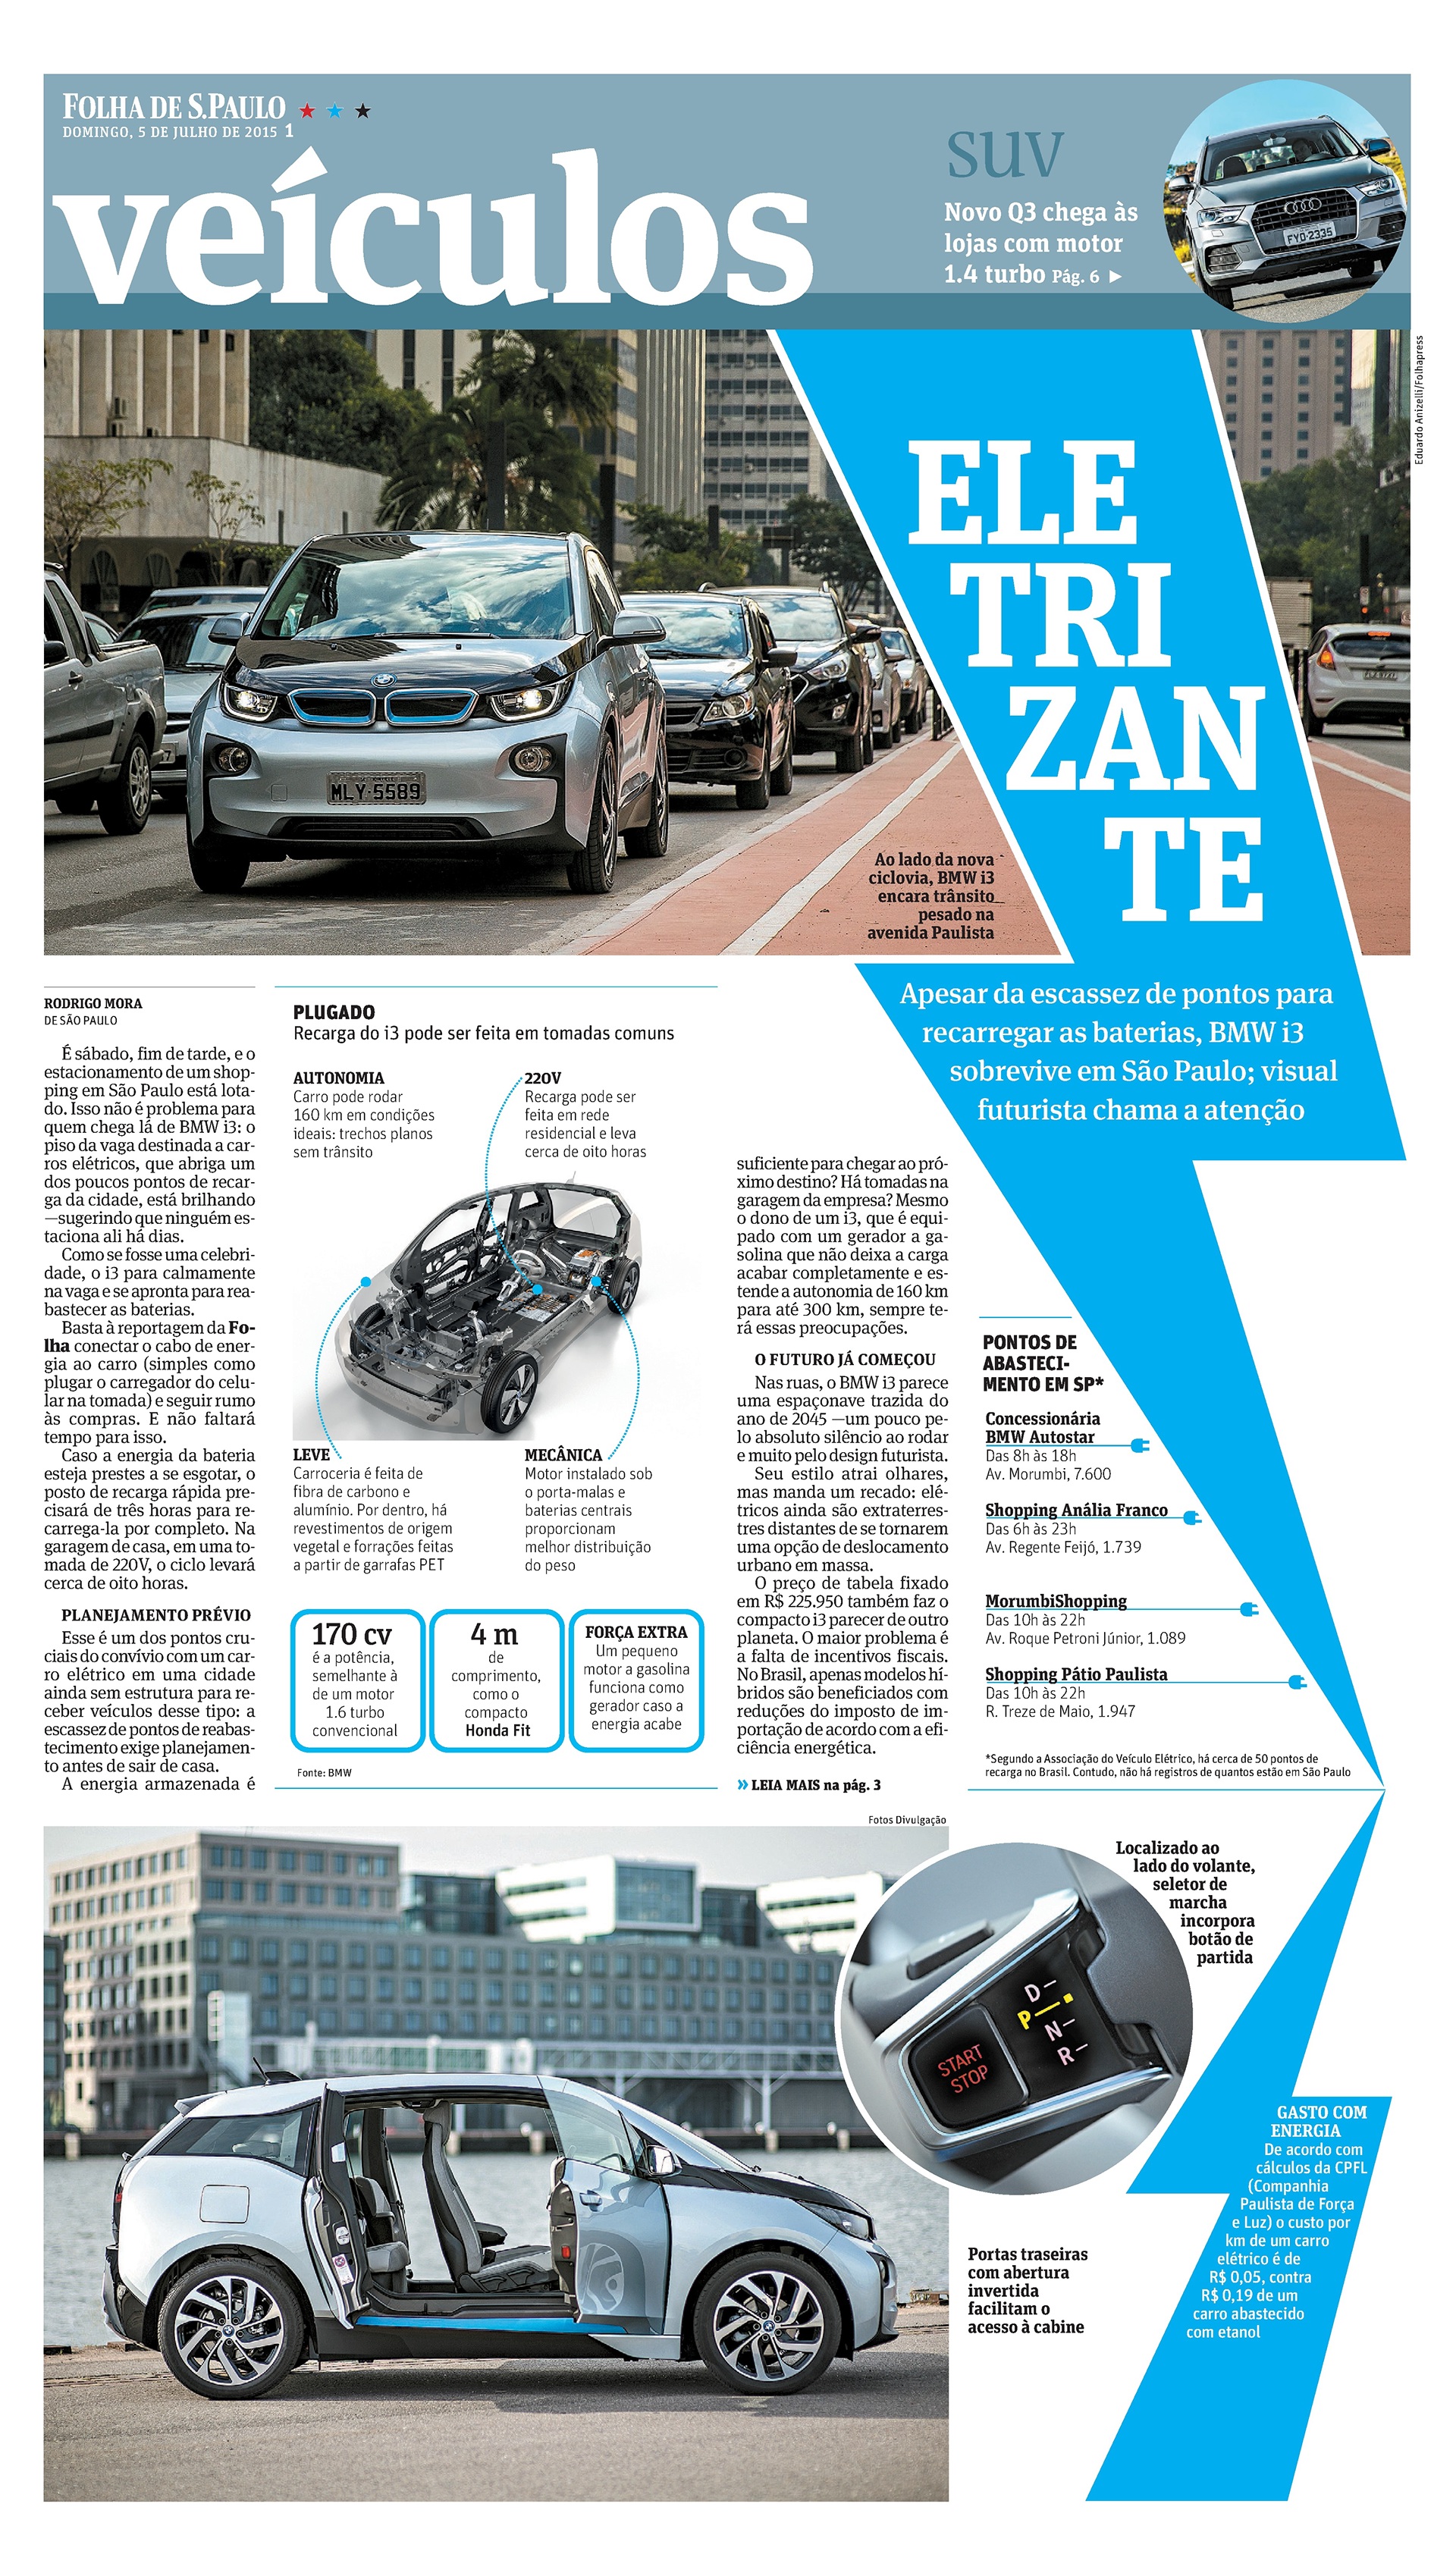 FOLHA DE S.PAULO ★ ★ ★
DOMINGO, 5 DE JULHO DE 2015 1
veículos
suv
Novo Q3 chega às
lojas com motor
1.4 turbo Pág. 6 ►
FYO·2335
Eduardo Anizelli/Folhapress
ELE
TRI
ZAN
TE
MLY·5589
Ao lado da nova
ciclovia, BMW i3
encara trânsito
pesado na
avenida Paulista
Apesar da escassez de pontos para
recarregar as baterias, BMW i3
sobrevive em São Paulo; visual
futurista chama a atenção
RODRIGO MORA
DE SÃO PAULO
É sábado, fim de tarde, e o
estacionamento de um shop-
ping em São Paulo está lota-
do. Isso não é problema para
quem chega lá de BMW i3: o
piso da vaga destinada a car-
ros elétricos, que abriga um
dos poucos pontos de recar-
ga da cidade, está brilhando
—sugerindo que ninguém es-
taciona ali há dias.
Como se fosse uma celebri-
dade, o i3 para calmamente
na vaga e se apronta para rea-
bastecer as baterias.
Basta à reportagem da Fo-
lha conectar o cabo de ener-
gia ao carro (simples como
plugar o carregador do celu-
lar na tomada) e seguir rumo
às compras. E não faltará
tempo para isso.
Caso a energia da bateria
esteja prestes a se esgotar, o
posto de recarga rápida pre-
cisará de três horas para re-
carrega-la por completo. Na
garagem de casa, em uma to-
mada de 220V, o ciclo levará
cerca de oito horas.
PLANEJAMENTO PRÉVIO
Esse é um dos pontos cru-
ciais do convívio com um car-
ro elétrico em uma cidade
ainda sem estrutura para re-
ceber veículos desse tipo: a
escassez de pontos de reabas-
tecimento exige planejamen-
to antes de sair de casa.
A energia armazenada é
PLUGADO
Recarga do i3 pode ser feita em tomadas comuns
AUTONOMIA
Carro pode rodar
160 km em condições
ideais: trechos planos
sem trânsito
220V
Recarga pode ser
feita em rede
residencial e leva
cerca de oito horas
LEVE
Carroceria é feita de
fibra de carbono e
alumínio. Por dentro, há
revestimentos de origem
vegetal e forrações feitas
a partir de garrafas PET
MECÂNICA
Motor instalado sob
o porta-malas e
baterias centrais
proporcionam
melhor distribuição
do peso
170 cv
é a potência,
semelhante à
de um motor
1.6 turbo
convencional
4 m
de
comprimento,
como o
compacto
Honda Fit
FORÇA EXTRA
Um pequeno
motor a gasolina
funciona como
gerador caso a
energia acabe
Fonte: BMW
suficiente para chegar ao pró-
ximo destino? Há tomadas na
garagem da empresa? Mesmo
o dono de um i3, que é equi-
pado com um gerador a ga-
solina que não deixa a carga
acabar completamente e es-
tende a autonomia de 160 km
para até 300 km, sempre te-
rá essas preocupações.
O FUTURO JÁ COMEÇOU
Nas ruas, o BMW i3 parece
uma espaçonave trazida do
ano de 2045 —um pouco pe-
lo absoluto silêncio ao rodar
e muito pelo design futurista.
Seu estilo atrai olhares,
mas manda um recado: elé-
tricos ainda são extraterres-
tres distantes de se tornarem
uma opção de deslocamento
urbano em massa.
O preço de tabela fixado
em R$ 225.950 também faz o
compacto i3 parecer de outro
planeta. O maior problema é
a falta de incentivos fiscais.
No Brasil, apenas modelos hí-
bridos são beneficiados com
reduções do imposto de im-
portação de acordo com a efi-
ciência energética.
» LEIA MAIS na pág. 3
PONTOS DE
ABASTECI-
MENTO EM SP*
Concessionária
BMW Autostar
Das 8h às 18h
Av. Morumbi, 7.600
Shopping Anália Franco
Das 6h às 23h
Av. Regente Feijó, 1.739
MorumbiShopping
Das 10h às 22h
Av. Roque Petroni Júnior, 1.089
Shopping Pátio Paulista
Das 10h às 22h
R. Treze de Maio, 1.947
*Segundo a Associação do Veículo Elétrico, há cerca de 50 pontos de
recarga no Brasil. Contudo, não há registros de quantos estão em São Paulo
Fotos Divulgação
Localizado ao
lado do volante,
seletor de
marcha
incorpora
botão de
partida
D
P
N
R
START
STOP
Portas traseiras
com abertura
invertida
facilitam o
acesso à cabine
GASTO COM
ENERGIA
De acordo com
cálculos da CPFL
(Companhia
Paulista de Força
e Luz) o custo por
km de um carro
elétrico é de
R$ 0,05, contra
R$ 0,19 de um
carro abastecido
com etanol